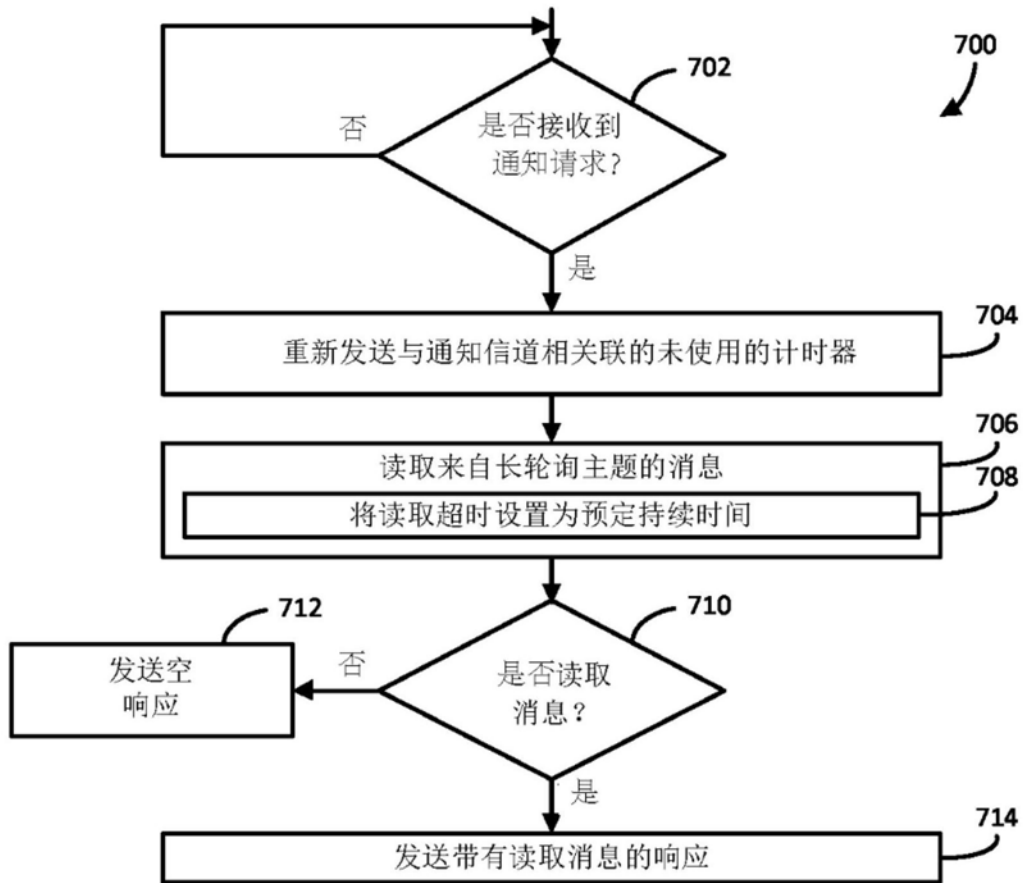 700
702
是否接收到
通知请求?
否
是
704
重新发送与通知信道相关联的未使用的计时器
706
读取来自长轮询主题的消息
708
将读取超时设置为预定持续时间
710
712
发送空
响应
否
是否读取
消息?
是
714
发送带有读取消息的响应